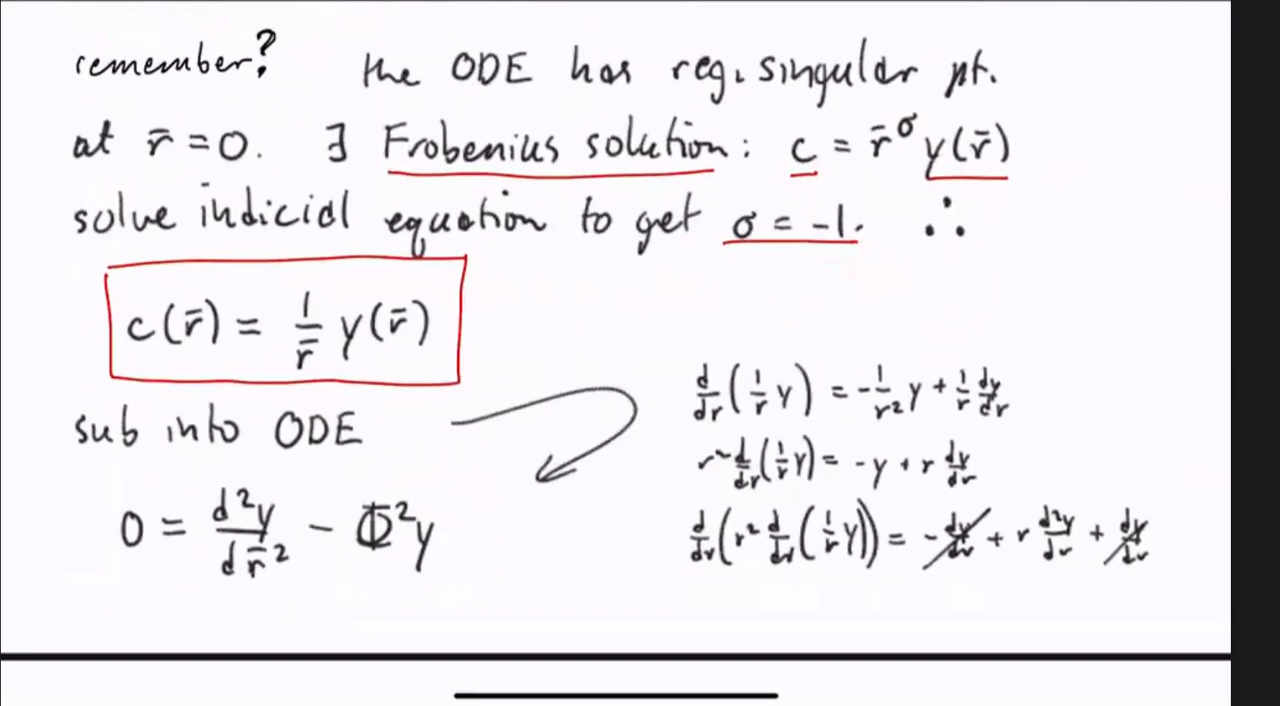 remember? the ODE has reg. singular pt.
at r̄ = 0. ∃ Frobenius solution: c = r̄^σ y(r̄)
solve indicial equation to get σ = -1. ∴
c(r̄) = 1/r̄ y(r̄)
sub into ODE
0 = d²y/dr̄² - Φ²y
d/dr(1/r y) = -1/r² y + 1/r dy/dr
r² d/dr(1/r y) = -y + r dy/dr
d/dr(r² d/dr(1/r y)) = -dy/dr + r d²y/dr + dy/dr